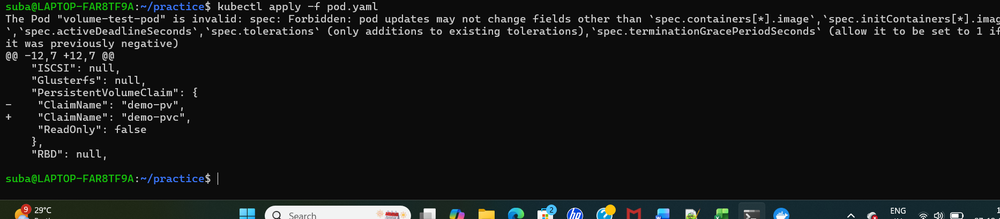 suba@LAPTOP-FAR8TF9A:~/practice$ kubectl apply -f pod.yaml
The Pod "volume-test-pod" is invalid: spec: Forbidden: pod updates may not change fields other than `spec.containers[*].image`,`spec.initContainers[*].imag
`,`spec.activeDeadlineSeconds`,`spec.tolerations` (only additions to existing tolerations),`spec.terminationGracePeriodSeconds` (allow it to be set to 1 if
it was previously negative)
@@ -12,7 +12,7 @@
    "ISCSI": null,
    "Glusterfs": null,
    "PersistentVolumeClaim": {
-    "ClaimName": "demo-pv",
+    "ClaimName": "demo-pvc",
     "ReadOnly": false
    },
    "RBD": null,
suba@LAPTOP-FAR8TF9A:~/practice$
9
29°C
Search
2
hp
ENG